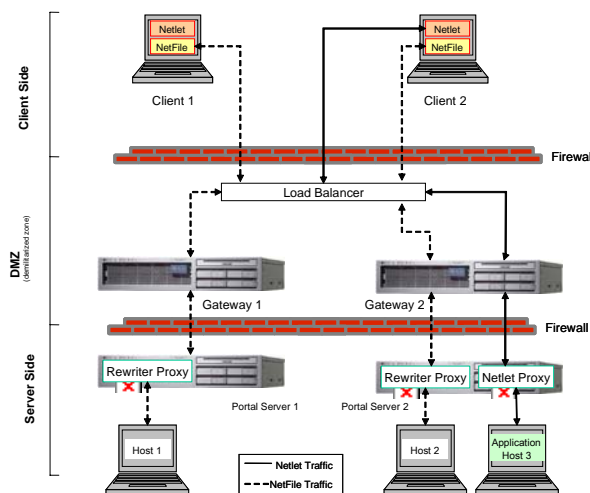 Client Side
Netlet
NetFile
Client 1
Netlet
NetFile
Client 2
Firewal
DMZ
(demilitarized zone)
Load Balancer
Gateway 1
Gateway 2
Firewall
Server Side
Rewriter Proxy
Rewriter Proxy
Netlet Proxy
Portal Server 1
Portal Server 2
Host 1
Host 2
Application
Host 3
Netlet Traffic
NetFile Traffic